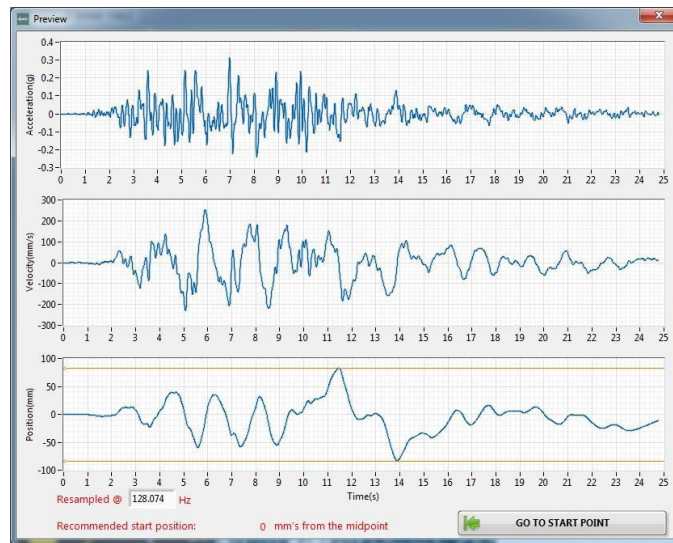 Preview
0.4
0.3
0.2
0.1
0
-0.1
-0.2
-0.3
Acceleration(g)
0 1 2 3 4 5 6 7 8 9 10 11 12 13 14 15 16 17 18 19 20 21 22 23 24 25
300
200
100
0
-100
-200
-300
Velocity(mm/s)
0 1 2 3 4 5 6 7 8 9 10 11 12 13 14 15 16 17 18 19 20 21 22 23 24 25
100
50
0
-50
-100
Position(mm)
0 1 2 3 4 5 6 7 8 9 10 11 12 13 14 15 16 17 18 19 20 21 22 23 24 25
Time(s)
Resampled @ 128.074 Hz
Recommended start position: 0 mm's from the midpoint
GO TO START POINT